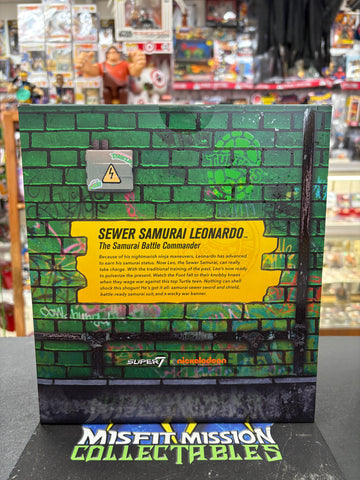 SEWER SAMURAI LEONARDO™
The Samurai Battle Commander
Because of his nightmarish ninja maneuvers, Leonardo has advanced
to earn his samurai status. Now Leo, the Sewer Samurai, can really
take charge. With the traditional training of the past, Leo's now ready
to pulverize the present. Watch the Foot fall to their knobby knees
when they wage war against this top Turtle teen. Nothing can shell
shock this shogun! He's got it all: samurai sewer sword and shield,
battle ready samurai suit, and a wacky war banner.
SUPER7 x nickelodeon
MISFIT MISSION
COLLECTABLES